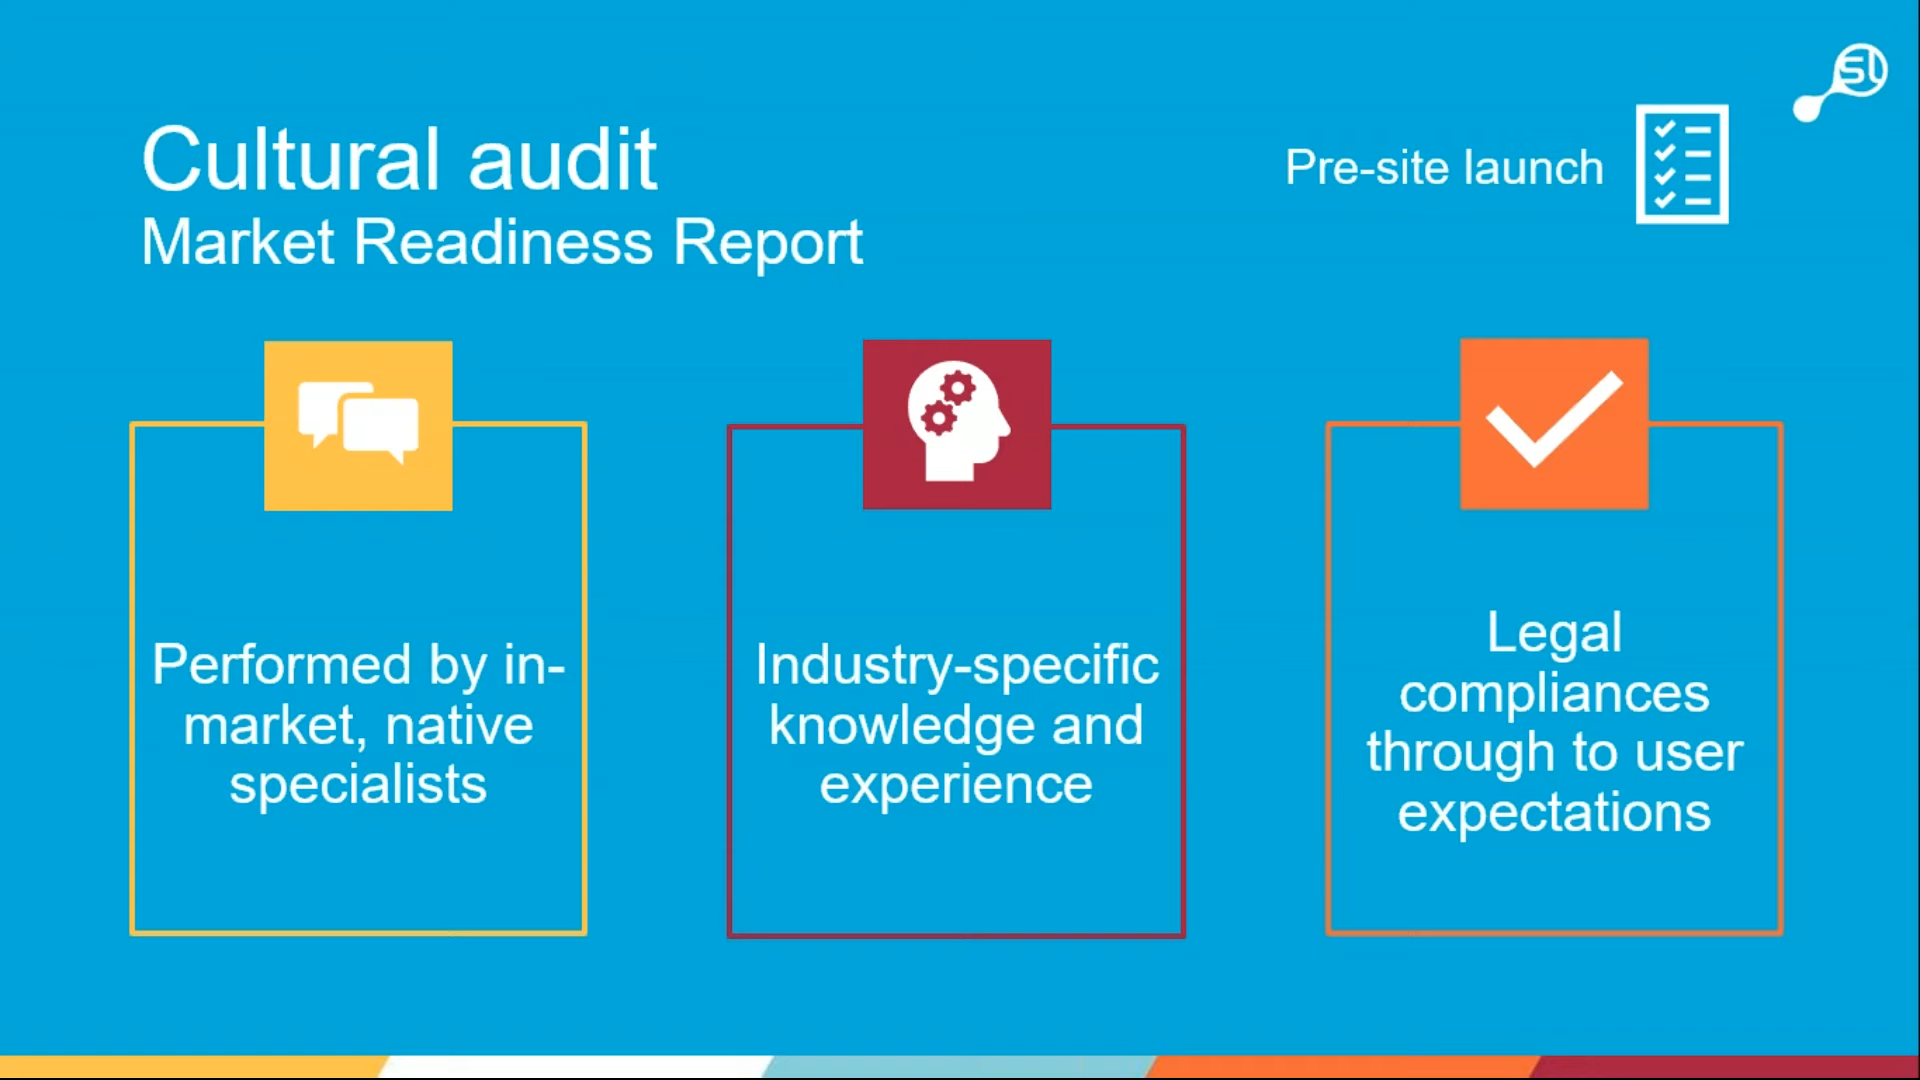 SL
Cultural audit
Market Readiness Report
Pre-site launch
Performed by in-
market, native
specialists
Industry-specific
knowledge and
experience
Legal
compliances
through to user
expectations